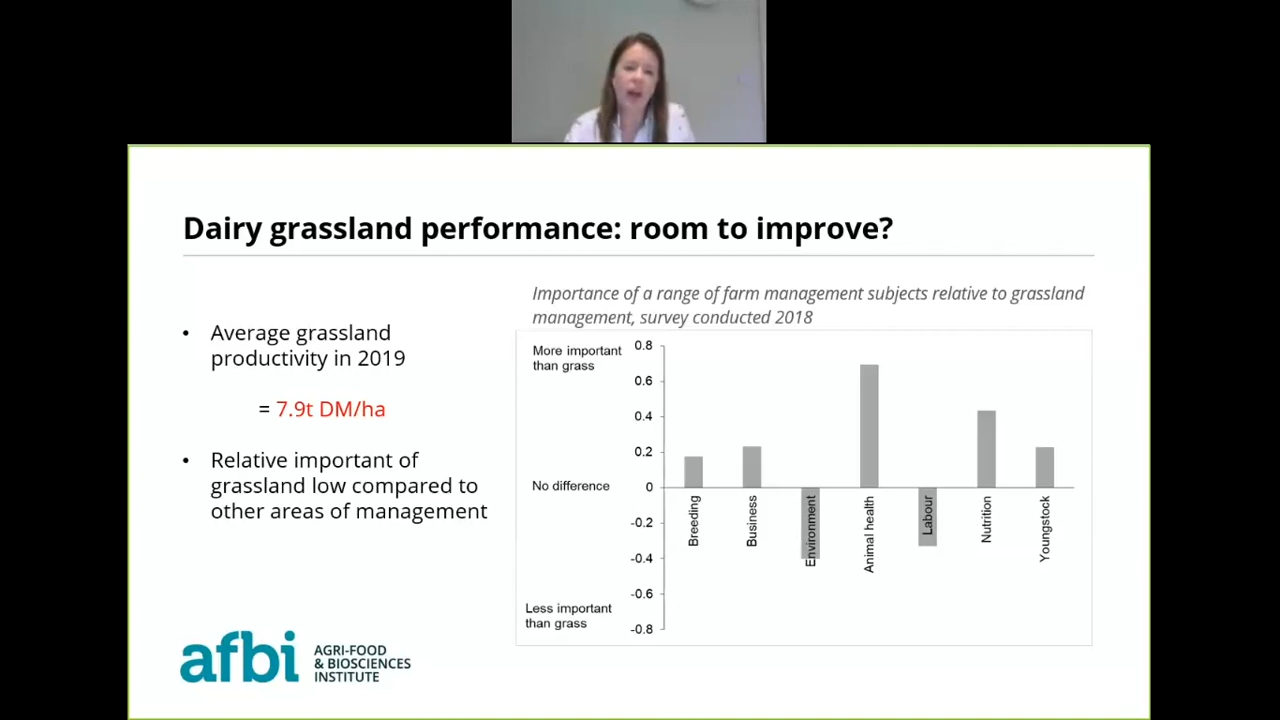 Dairy grassland performance: room to improve?
• Average grassland
productivity in 2019
= 7.9t DM/ha
• Relative important of
grassland low compared to
other areas of management
Importance of a range of farm management subjects relative to grassland
management, survey conducted 2018
More important
than grass
No difference
Less important
than grass
0.8
0.6
0.4
0.2
0
-0.2
-0.4
-0.6
-0.8
Breeding
Business
Environment
Animal health
Labour
Nutrition
Youngstock
afbi
AGRI-FOOD
& BIOSCIENCES
INSTITUTE